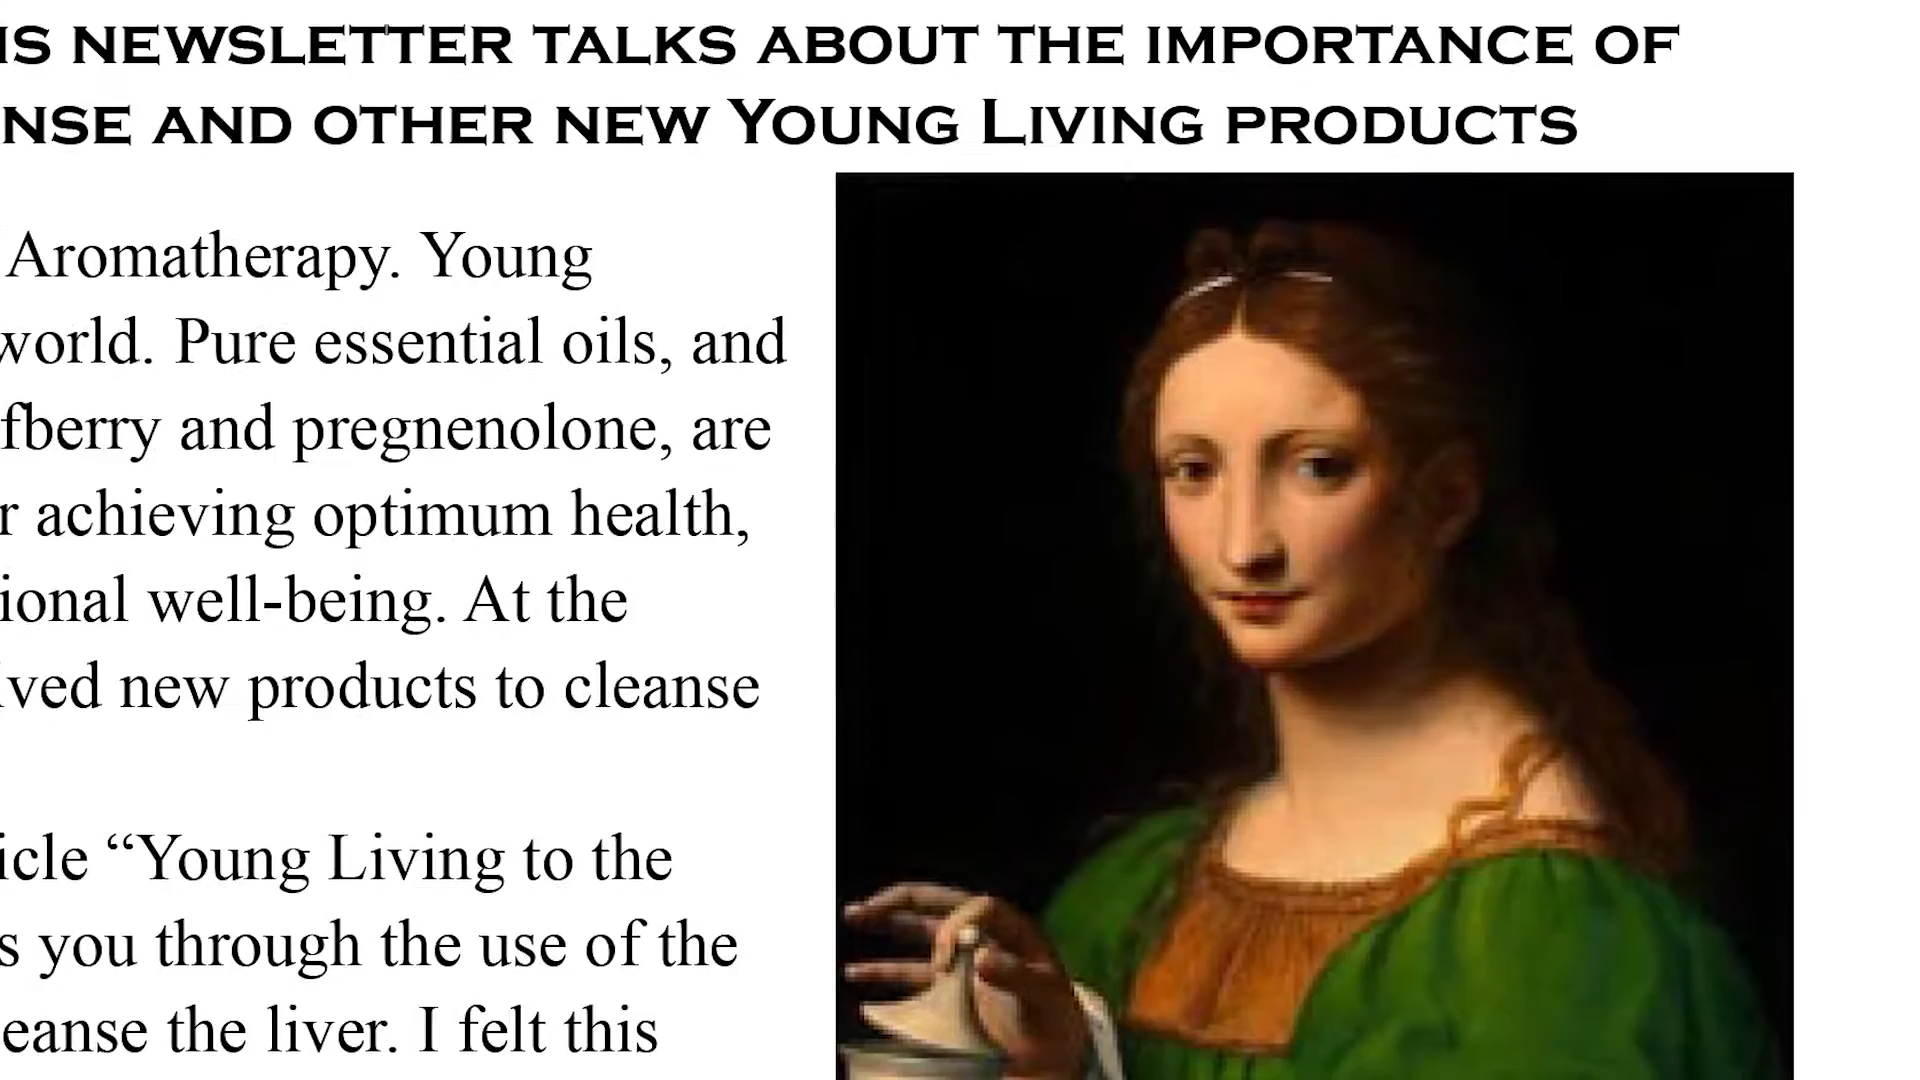 IS NEWSLETTER TALKS ABOUT THE IMPORTANCE OF
NSE AND OTHER NEW YOUNG LIVING PRODUCTS
Aromatherapy. Young
world. Pure essential oils, and
fberry and pregnenolone, are
r achieving optimum health,
ional well-being. At the
ved new products to cleanse
icle “Young Living to the
s you through the use of the
eanse the liver. I felt this